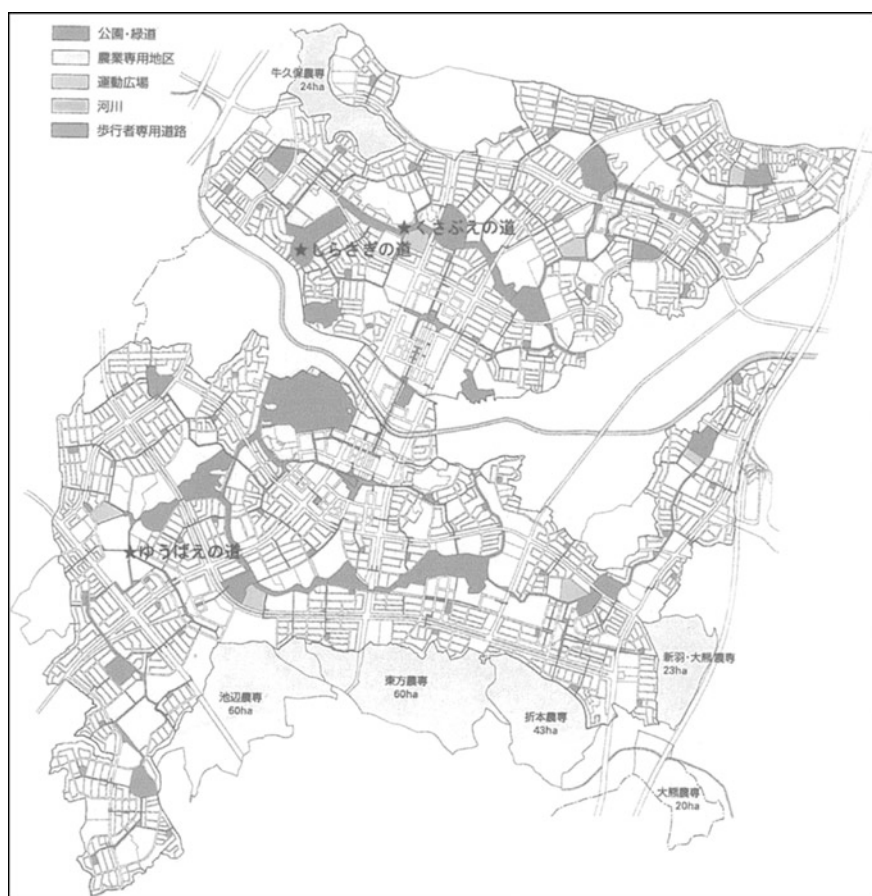 公園・緑道
農業専用地区
運動広場
河川
歩行者専用道路
牛久保農専
24ha
★くさぶえの道
★しらさぎの道
★ゆうばえの道
池辺農専
60ha
東方農専
60ha
折本農専
43ha
新羽・大熊農専
23ha
大熊農専
20ha